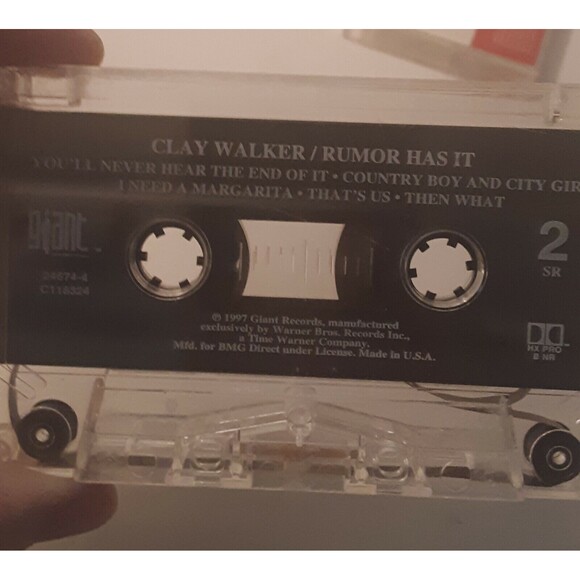 CLAY WALKER / RUMOR HAS IT
YOU'LL NEVER HEAR THE END OF IT • COUNTRY BOY AND CITY GIR
I NEED A MARGARITA • THAT'S US • THEN WHAT
giant
2
SR
24674-4
C118324
℗ 1997 Giant Records, manufactured
exclusively by Warner Bros. Records Inc.,
a Time Warner Company.
Mfd. for BMG Direct under License. Made in U.S.A.
HX PRO
B NR